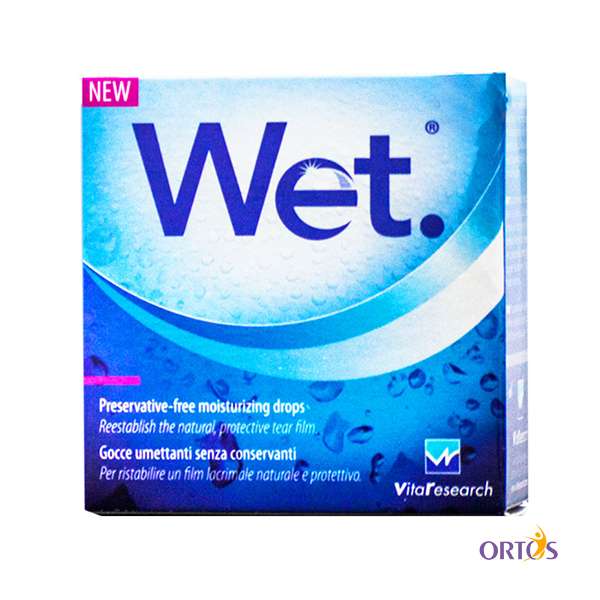 NEW
Wet.®
Preservative-free moisturizing drops
Reestablish the natural, protective tear film.
Gocce umettanti senza conservanti
Per ristabilire un film lacrimale naturale e protettivo.
VitaResearch
ORTOS